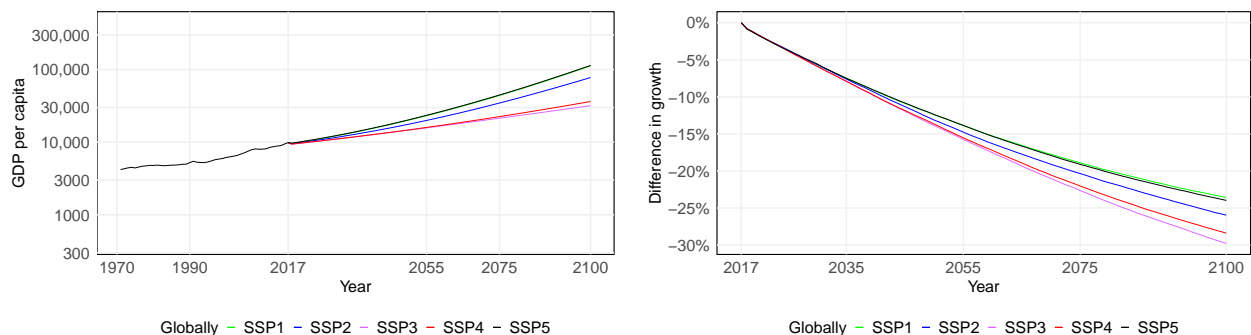 GDP per capita
300,000
100,000
30,000
10,000
3000
1000
300
1970 1990 2017 2055 2075 2100
Year
Globally SSP1 SSP2 SSP3 SSP4 SSP5
Difference in growth
0%
−5%
−10%
−15%
−20%
−25%
−30%
2017 2035 2055 2075 2100
Year
Globally SSP1 SSP2 SSP3 SSP4 SSP5